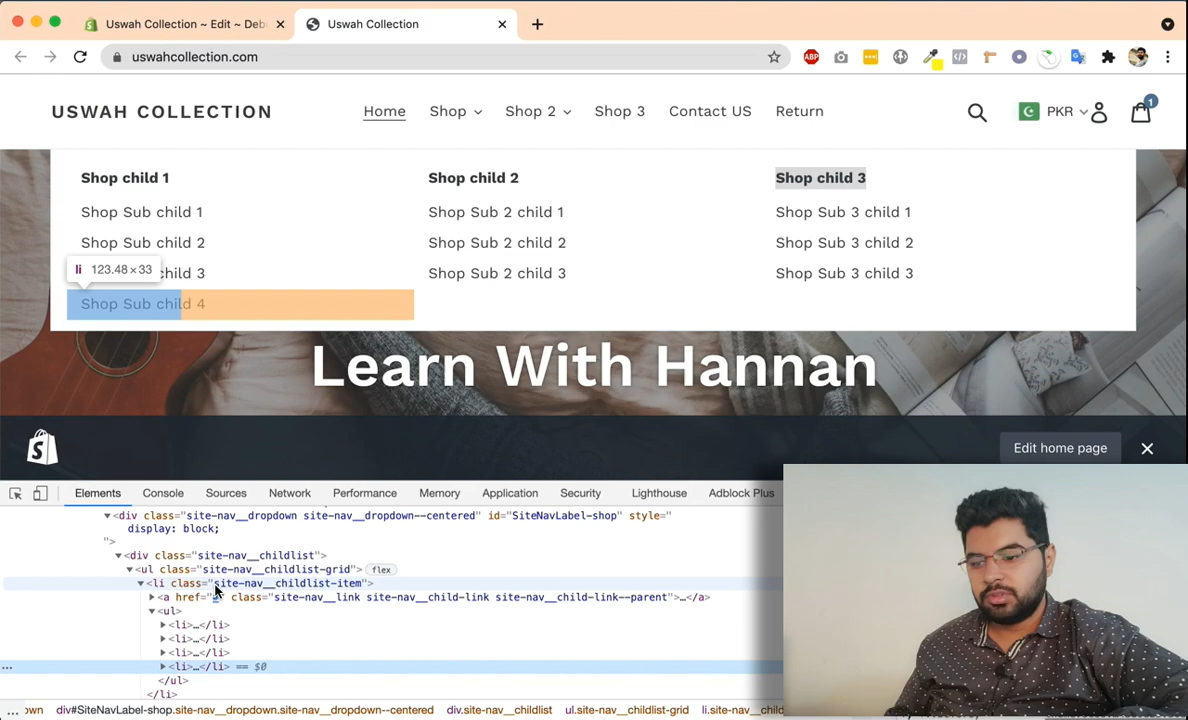 Uswah Collection ~ Edit ~ Deb
Uswah Collection
uswahcollection.com
ABP
USWAH COLLECTION
Home
Shop
Shop 2
Shop 3
Contact US
Return
PKR
1
Shop child 1
Shop child 2
Shop child 3
Shop Sub child 1
Shop Sub 2 child 1
Shop Sub 3 child 1
Shop Sub child 2
Shop Sub 2 child 2
Shop Sub 3 child 2
li 123.48 × 33
child 3
Shop Sub 2 child 3
Shop Sub 3 child 3
Shop Sub child 4
Learn With Hannan
Edit home page
Elements
Console
Sources
Network
Performance
Memory
Application
Security
Lighthouse
Adblock Plus
<div class="site-nav__dropdown site-nav__dropdown--centered" id="SiteNavLabel-shop" style="
display: block;
">
<div class="site-nav__childlist">
<ul class="site-nav__childlist-grid"> flex
<li class="site-nav__childlist-item">
<a href="#" class="site-nav__link site-nav__child-link site-nav__child-link--parent">…</a>
<ul>
<li>…</li>
<li>…</li>
<li>…</li>
... <li>…</li> == $0
</ul>
</li>
... own div#SiteNavLabel-shop.site-nav__dropdown.site-nav__dropdown--centered div.site-nav__childlist ul.site-nav__childlist-grid li.site-nav__child